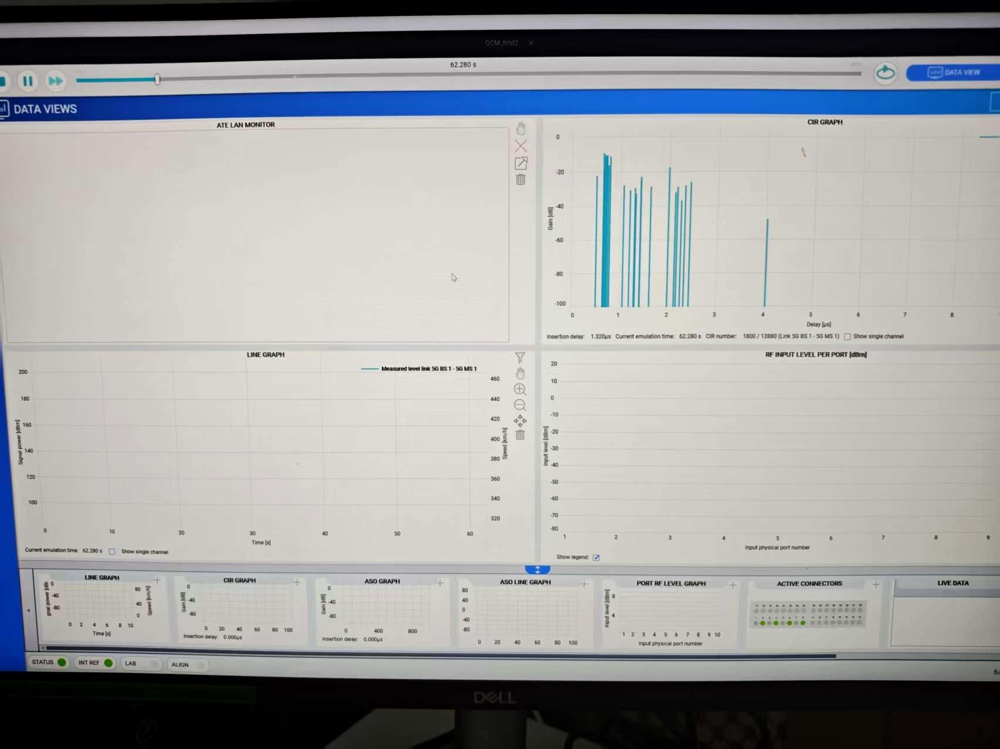 GCM_test2
62.280 s
DATA VIEW
DATA VIEWS
ATE LAN MONITOR
CIR GRAPH
0
-20
-40
-60
-80
-100
Gain [dB]
0 1 2 3 4 5 6 7 8
Delay [µs]
Insertion delay: 1.320µs Current emulation time: 62.280 s CIR number: 1800 / 13880 (Link 5G BS 1 - 5G MS 1) Show single channel
LINE GRAPH
Measured level link 5G BS 1 - 5G MS 1
200
180
160
140
120
100
Signal power [dBm]
460
440
420
400
380
360
340
320
Speed [km/h]
0 10 20 30 40 50 60
Time [s]
Current emulation time: 62.280 s Show single channel
RF INPUT LEVEL PER PORT [dBm]
20
10
0
-10
-20
-30
-40
-50
-60
-70
-80
Input level [dBm]
1 2 3 4 5 6 7 8 9
Input physical port number
Show legend:
LINE GRAPH
0
-40
-80
gnal power [dBm]
80
40
0
Speed [km/h]
0 2 4 6 8 10
Time [s]
CIR GRAPH
0
-40
-80
Gain [dB]
0 20 40 60 80 100
Insertion delay: 0.000µs
ASO GRAPH
0
-40
-80
Gain [dB]
0 400 800
Insertion delay: 0.000µs
ASO LINE GRAPH
80
40
0
-40
-80
0 20 40 60 80 100
PORT RF LEVEL GRAPH
8
4
Input level [dBm]
1 2 3 4 5 6 7 8 9 10
Input physical port number
ACTIVE CONNECTORS
LIVE DATA
STATUS
INT REF
LAB
ALIGN
DELL